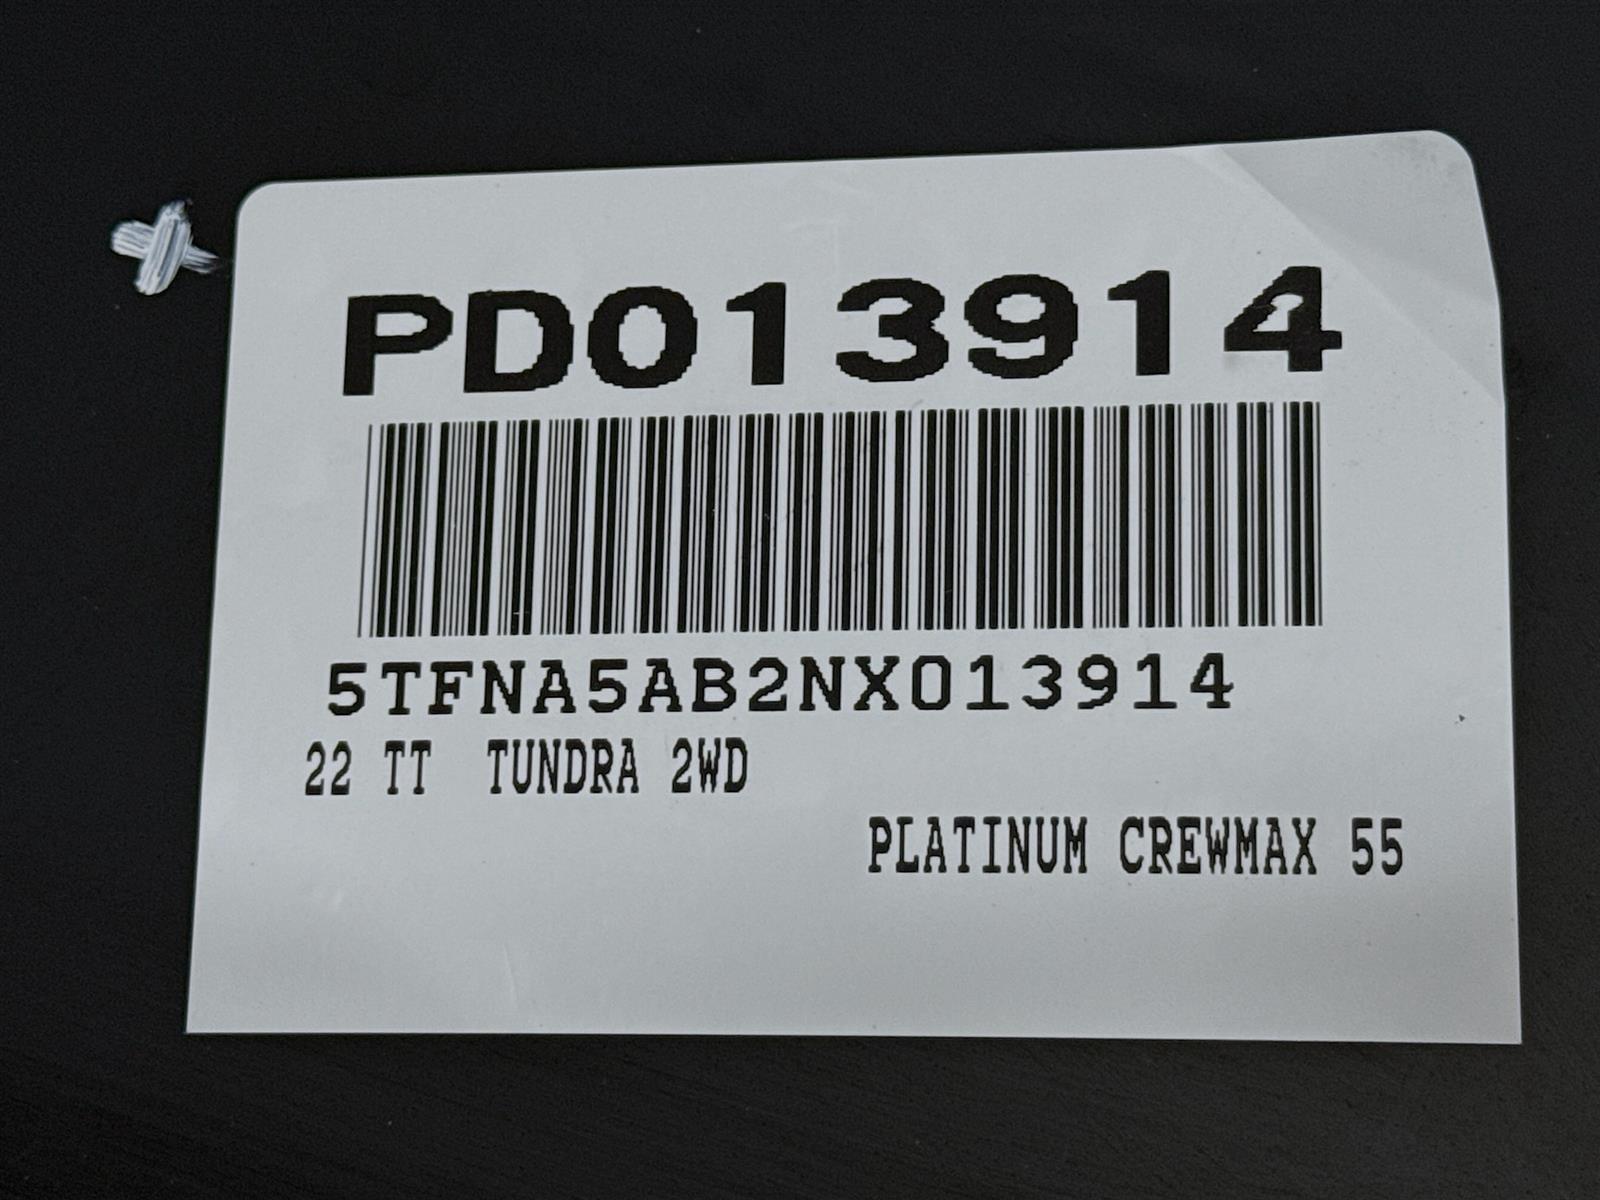 PD013914
5TFNA5AB2NX013914
22 TT TUNDRA 2WD
PLATINUM CREWMAX 55